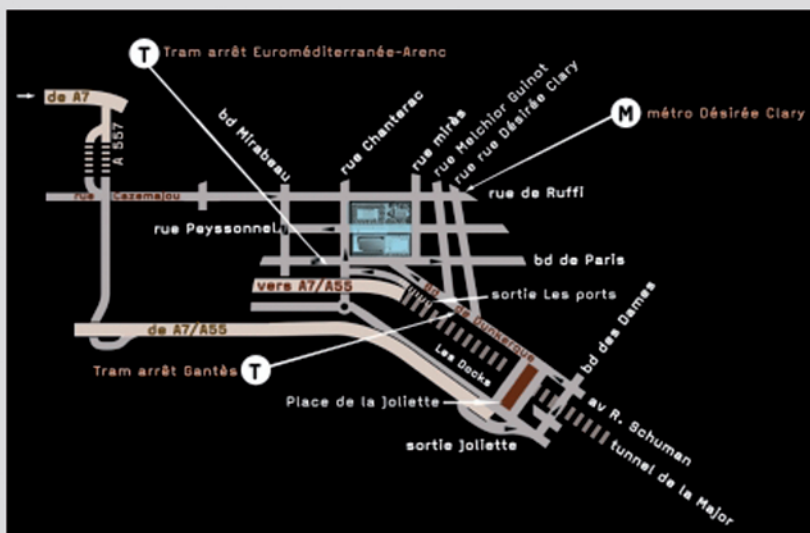 T Tram arrêt Euroméditerranée-Arenc
de A7
A 557
bd Mirabeau
rue Chanterac
rue mirès
rue Melchior Guinot
rue rue Désirée Clary
M métro Désirée Clary
rue Cazemajou
rue de Ruffi
rue Peyssonnel
bd de Paris
vers A7/A55
sortie Les ports
bd de Dunkerque
de A7/A55
Les Docks
bd des Dames
Tram arrêt Gantès T
Place de la joliette
av R. Schuman
sortie joliette
tunnel de la Major